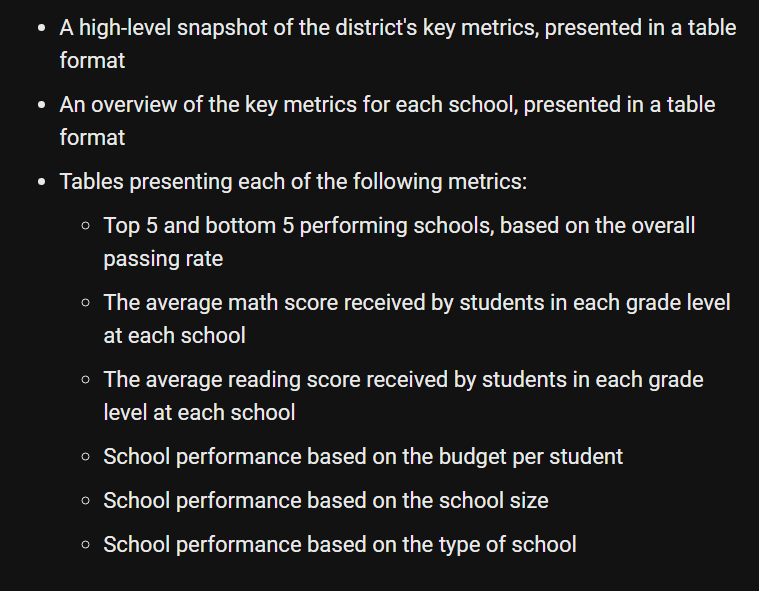 • A high-level snapshot of the district's key metrics, presented in a table
format
• An overview of the key metrics for each school, presented in a table
format
• Tables presenting each of the following metrics:
◦ Top 5 and bottom 5 performing schools, based on the overall
passing rate
◦ The average math score received by students in each grade level
at each school
◦ The average reading score received by students in each grade
level at each school
◦ School performance based on the budget per student
◦ School performance based on the school size
◦ School performance based on the type of school